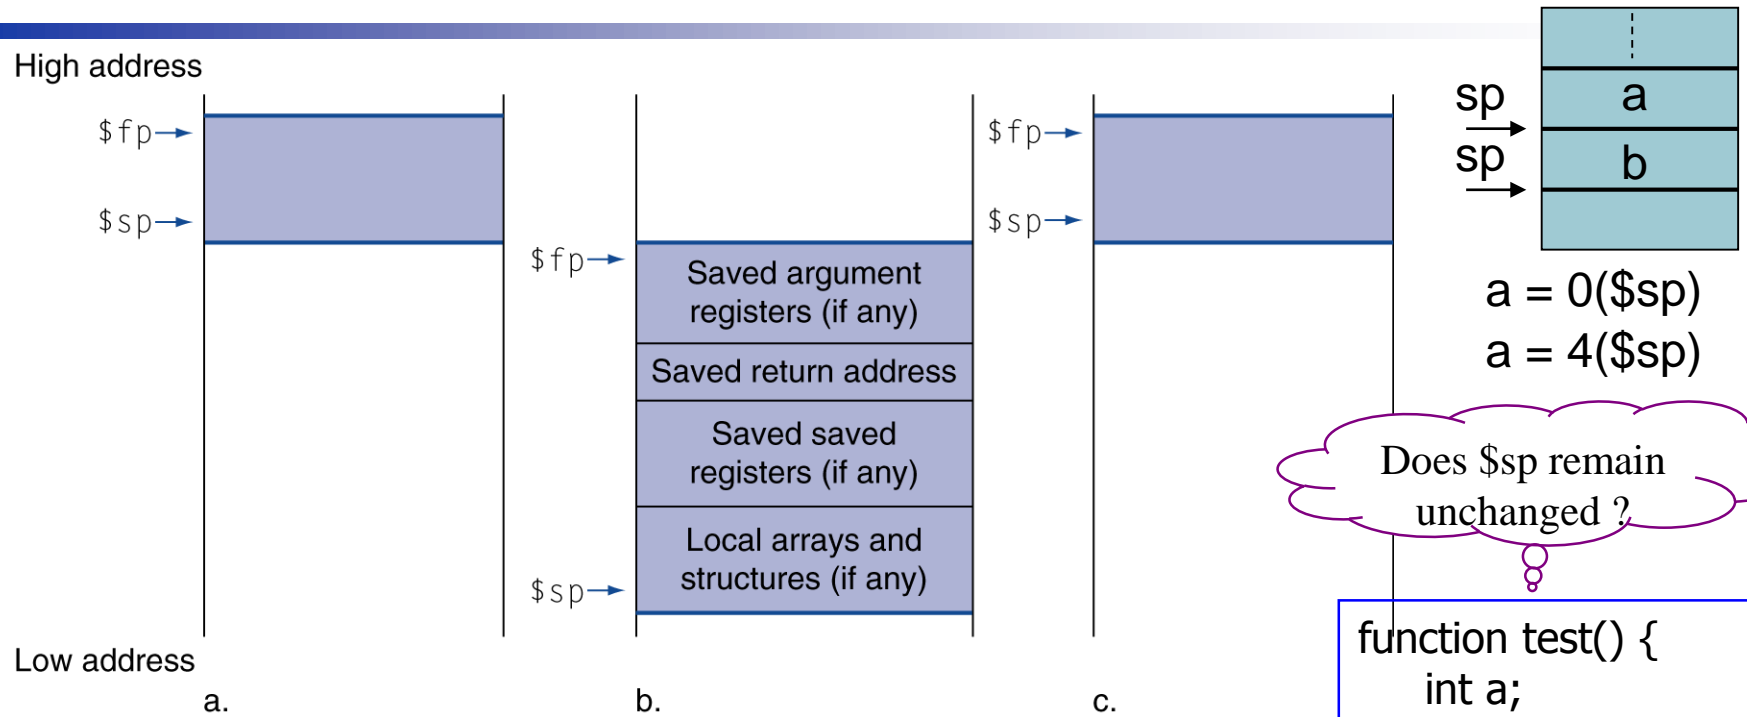 High address
$fp
$sp
$fp
Saved argument
registers (if any)
Saved return address
Saved saved
registers (if any)
Local arrays and
structures (if any)
$sp
$fp
$sp
Low address
a.
b.
c.
sp
a
sp
b
a = 0($sp)
a = 4($sp)
Does $sp remain
unchanged ?
function test() {
int a;